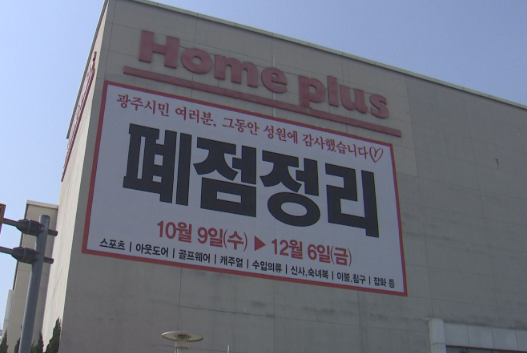 Home plus
광주시민 여러분, 그동안 성원에 감사했습니다♡
폐점정리
10월 9일(수) ▶ 12월 6일(금)
스포츠 | 아웃도어 | 골프웨어 | 캐주얼 | 수입의류 | 신사,숙녀복 | 이불,침구 | 잡화 등